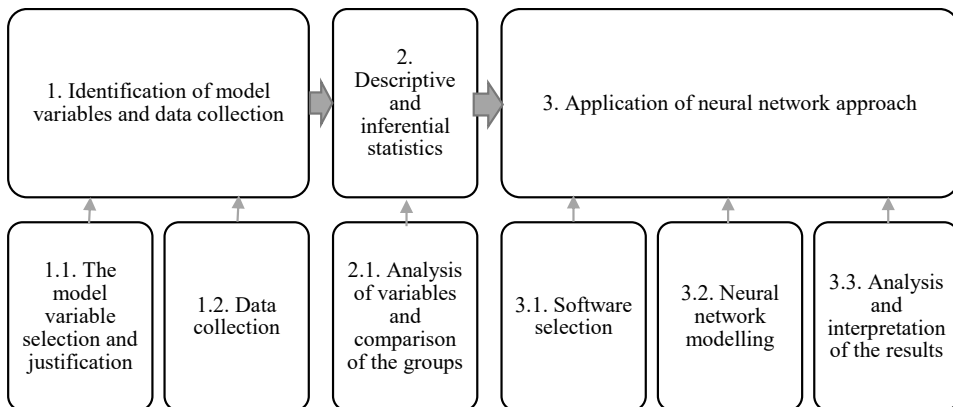 1. Identification of model
variables and data collection
2.
Descriptive
and
inferential
statistics
3. Application of neural network approach
1.1. The
model
variable
selection and
justification
1.2. Data
collection
2.1. Analysis
of variables
and
comparison
of the groups
3.1. Software
selection
3.2. Neural
network
modelling
3.3. Analysis
and
interpretation
of the results